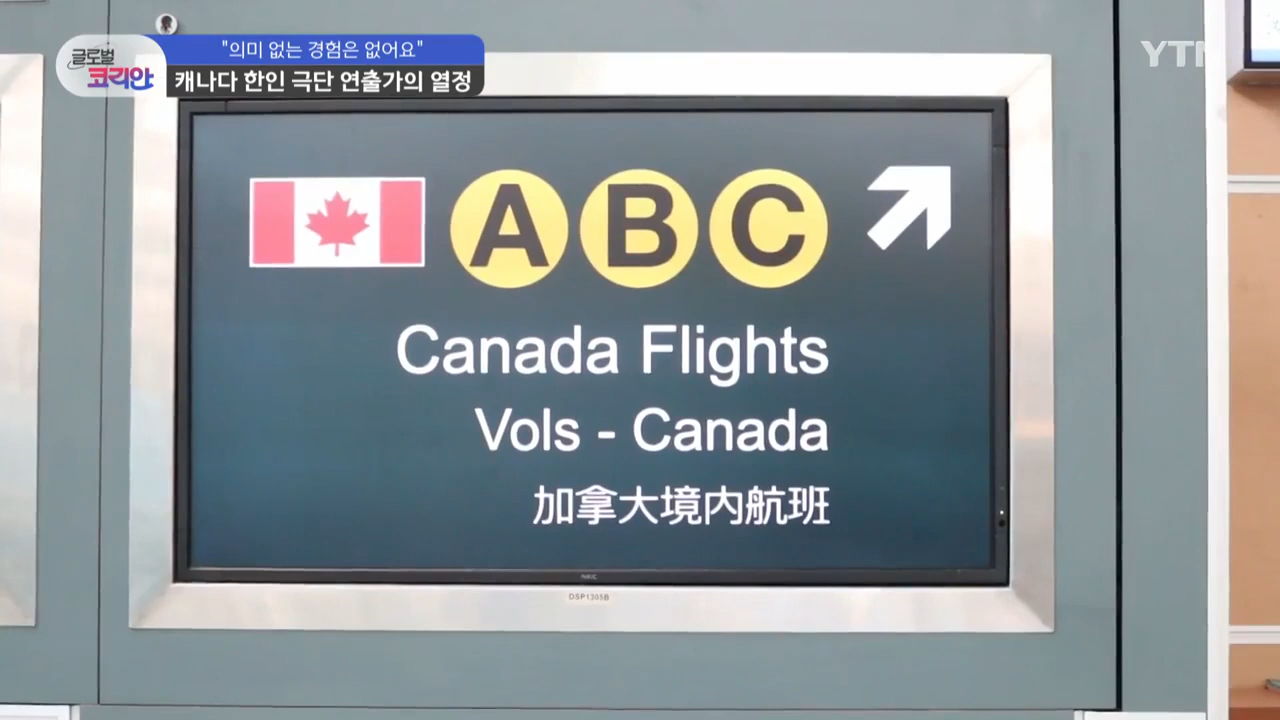 글로벌
코리안
"의미 없는 경험은 없어요"
캐나다 한인 극단 연출가의 열정
YTN
A B C
Canada Flights
Vols - Canada
加拿大境内航班
NEC
DSP1305B